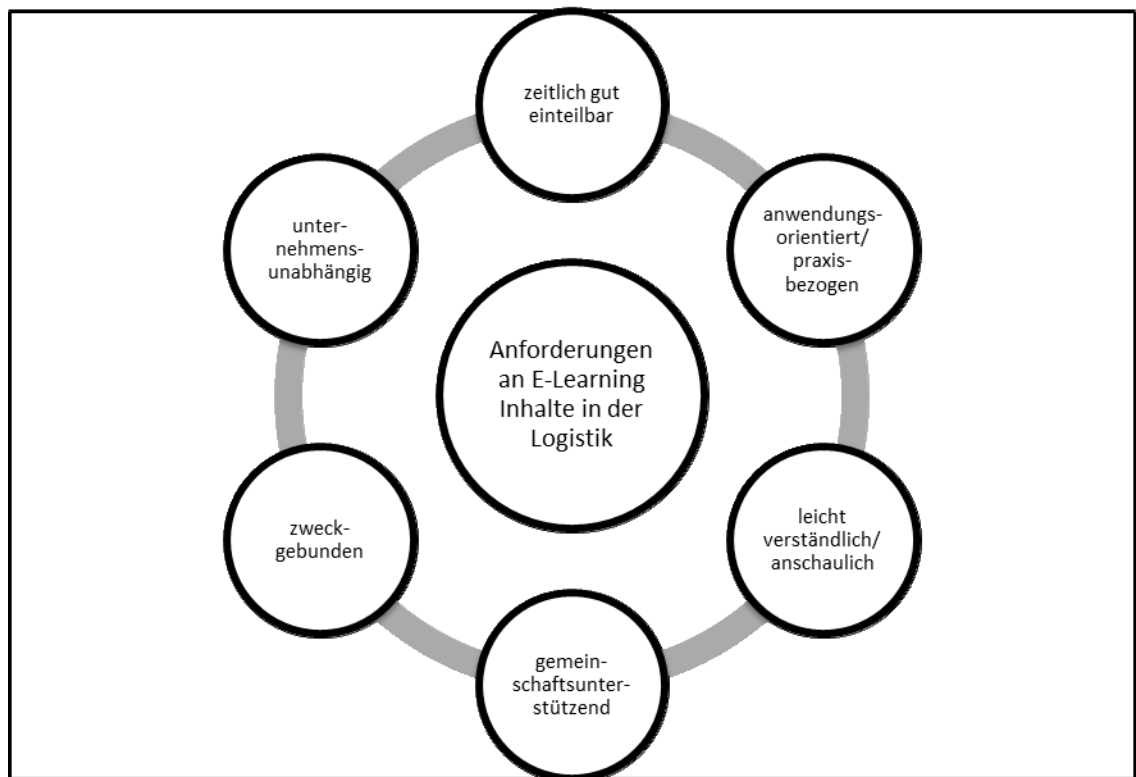 zeitlich gut
einteilbar
anwendungs-
orientiert/
praxis-
bezogen
leicht
verständlich/
anschaulich
gemein-
schaftsunter-
stützend
zweck-
gebunden
unter-
nehmens-
unabhängig
Anforderungen
an E-Learning
Inhalte in der
Logistik